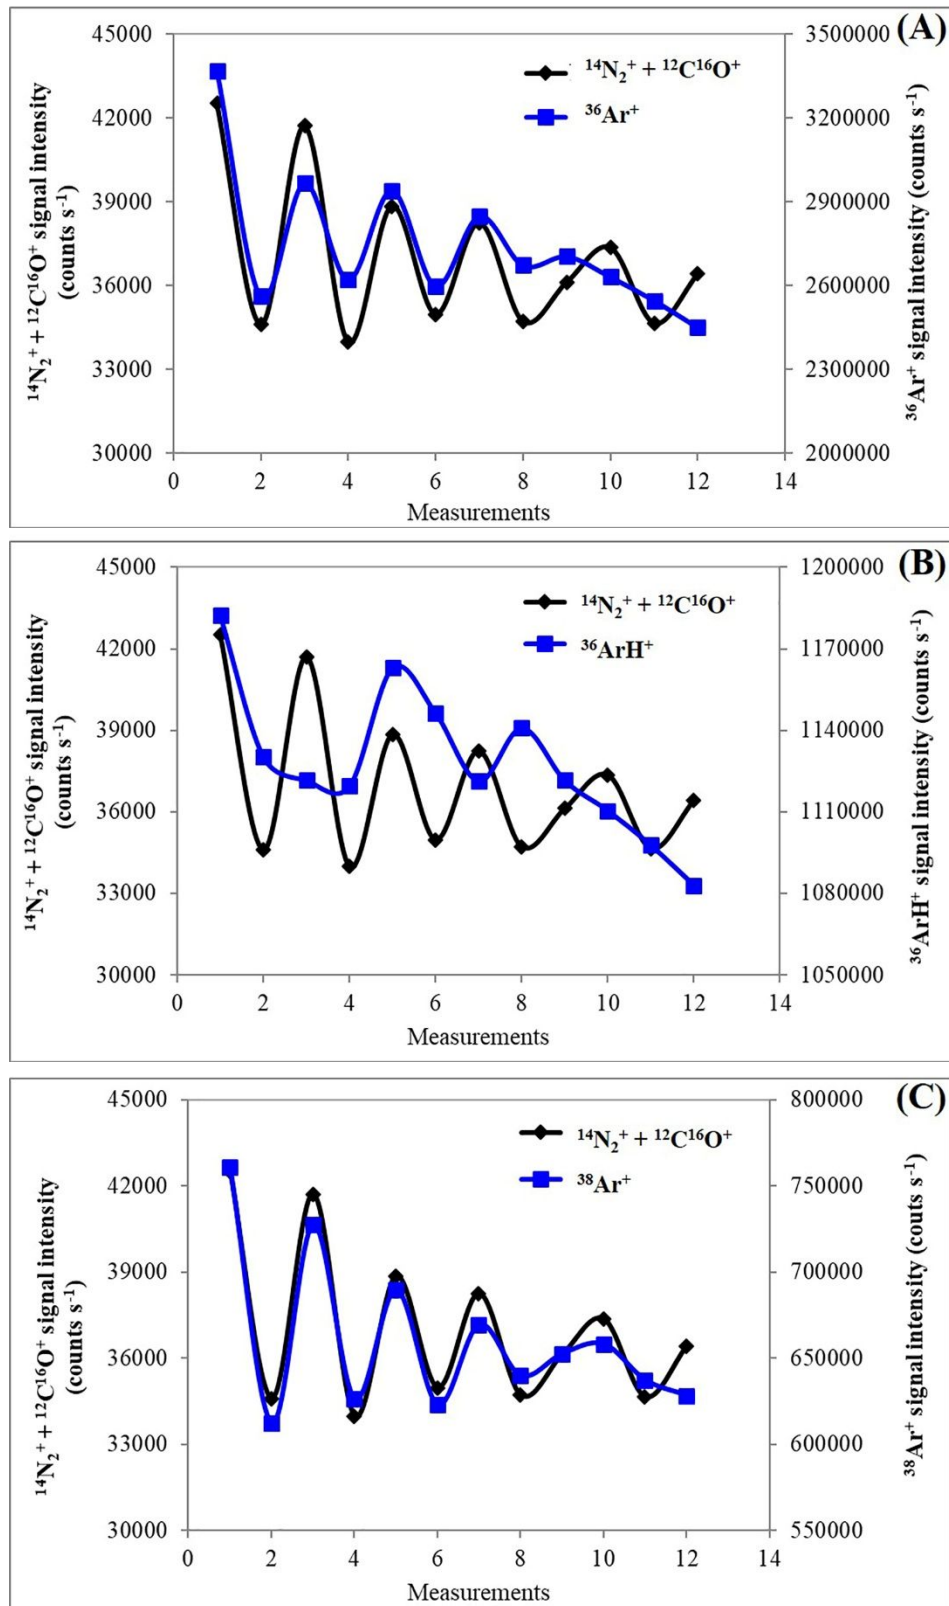 (A)
¹⁴N₂⁺ + ¹²C¹⁶O⁺ signal intensity
(counts s⁻¹)
45000
42000
39000
36000
33000
30000
¹⁴N₂⁺ + ¹²C¹⁶O⁺
³⁶Ar⁺
3500000
3200000
2900000
2600000
2300000
2000000
³⁶Ar⁺ signal intensity (counts s⁻¹)
0 2 4 6 8 10 12 14
Measurements
(B)
¹⁴N₂⁺ + ¹²C¹⁶O⁺ signal intensity
(counts s⁻¹)
45000
42000
39000
36000
33000
30000
¹⁴N₂⁺ + ¹²C¹⁶O⁺
³⁶ArH⁺
1200000
1170000
1140000
1110000
1080000
1050000
³⁶ArH⁺ signal intensity (counts s⁻¹)
0 2 4 6 8 10 12 14
Measurements
(C)
¹⁴N₂⁺ + ¹²C¹⁶O⁺ signal intensity
(counts s⁻¹)
45000
42000
39000
36000
33000
30000
¹⁴N₂⁺ + ¹²C¹⁶O⁺
³⁸Ar⁺
800000
750000
700000
650000
600000
550000
³⁸Ar⁺ signal intensity (couts s⁻¹)
0 2 4 6 8 10 12 14
Measurements